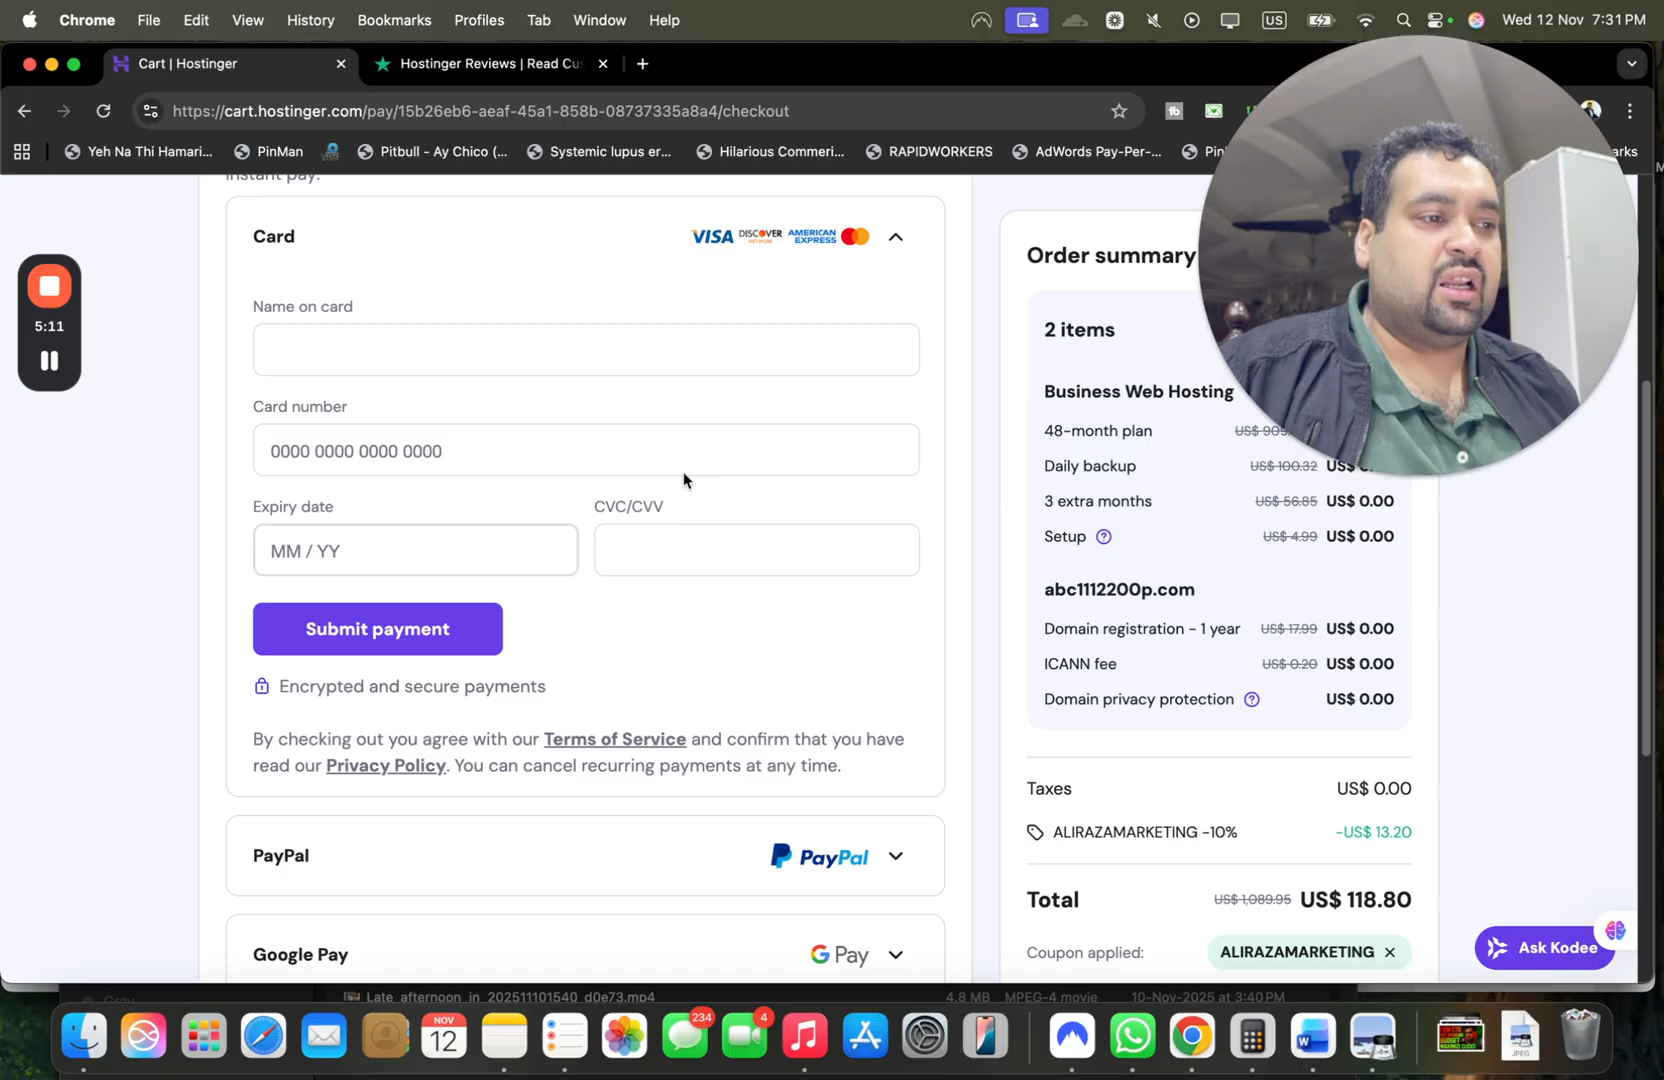 Chrome File Edit View History Bookmarks Profiles Tab Window Help US Wed 12 Nov 7:31PM
Cart | Hostinger Hostinger Reviews | Read Cus
https://cart.hostinger.com/pay/15b26eb6-aeaf-45a1-858b-08737335a8a4/checkout
Yeh Na Thi Hamari... PinMan Pitbull - Ay Chico (... Systemic lupus er... Hilarious Commeri... RAPIDWORKERS AdWords Pay-Per-...
instant pay.
Card VISA DISCOVER NETWORK AMERICAN EXPRESS
Name on card
Card number
0000 0000 0000 0000
Expiry date CVC/CVV
MM / YY
Submit payment
Encrypted and secure payments
By checking out you agree with our Terms of Service and confirm that you have
read our Privacy Policy. You can cancel recurring payments at any time.
PayPal PayPal
Google Pay G Pay
5:11
Order summary
2 items
Business Web Hosting
48-month plan
Daily backup US$ 100.32
3 extra months US$ 56.85 US$ 0.00
Setup US$ 4.99 US$ 0.00
abc1112200p.com
Domain registration - 1 year US$ 17.99 US$ 0.00
ICANN fee US$ 0.20 US$ 0.00
Domain privacy protection US$ 0.00
Taxes US$ 0.00
ALIRAZAMARKETING -10% -US$ 13.20
Total US$ 1,089.95 US$ 118.80
Coupon applied: ALIRAZAMARKETING
Ask Kodee
Late_afternoon_in_202511101540_d0e73.mp4 4.8 MB MPEG-4 movie 10-Nov-2025 at 3:40 PM
NOV
12
234
4
JPEG